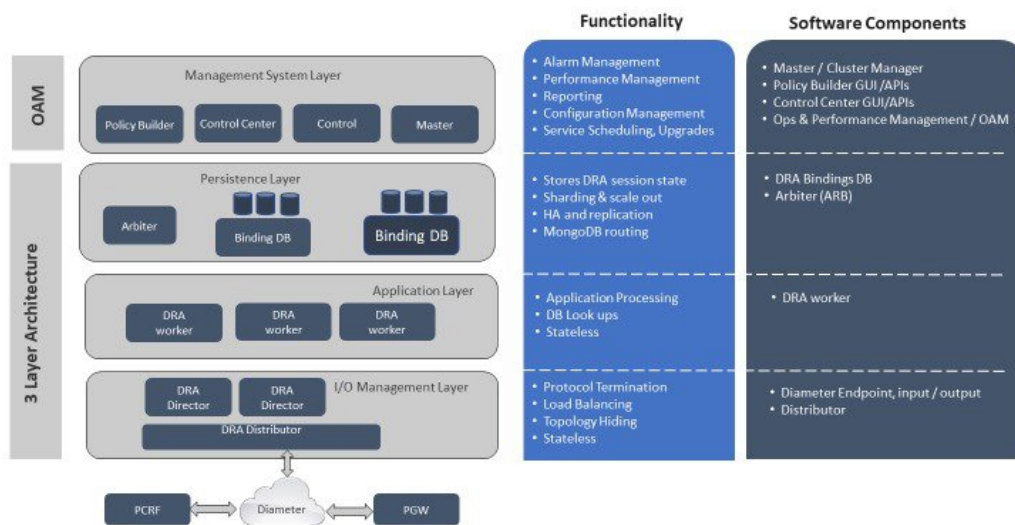 Functionality
Software Components
OAM
Management System Layer
Policy Builder
Control Center
Control
Master
• Alarm Management
• Performance Management
• Reporting
• Configuration Management
• Service Scheduling, Upgrades
• Master / Cluster Manager
• Policy Builder GUI /APIs
• Control Center GUI/APIs
• Ops & Performance Management / OAM
3 Layer Architecture
Persistence Layer
Arbiter
Binding DB
Binding DB
• Stores DRA session state
• Sharding & scale out
• HA and replication
• MongoDB routing
• DRA Bindings DB
• Arbiter (ARB)
Application Layer
DRA
worker
DRA
worker
DRA
worker
• Application Processing
• DB Look ups
• Stateless
• DRA worker
I/O Management Layer
DRA
Director
DRA
Director
DRA Distributor
• Protocol Termination
• Load Balancing
• Topology Hiding
• Stateless
• Diameter Endpoint, input / output
• Distributor
PCRF
Diameter
PGW